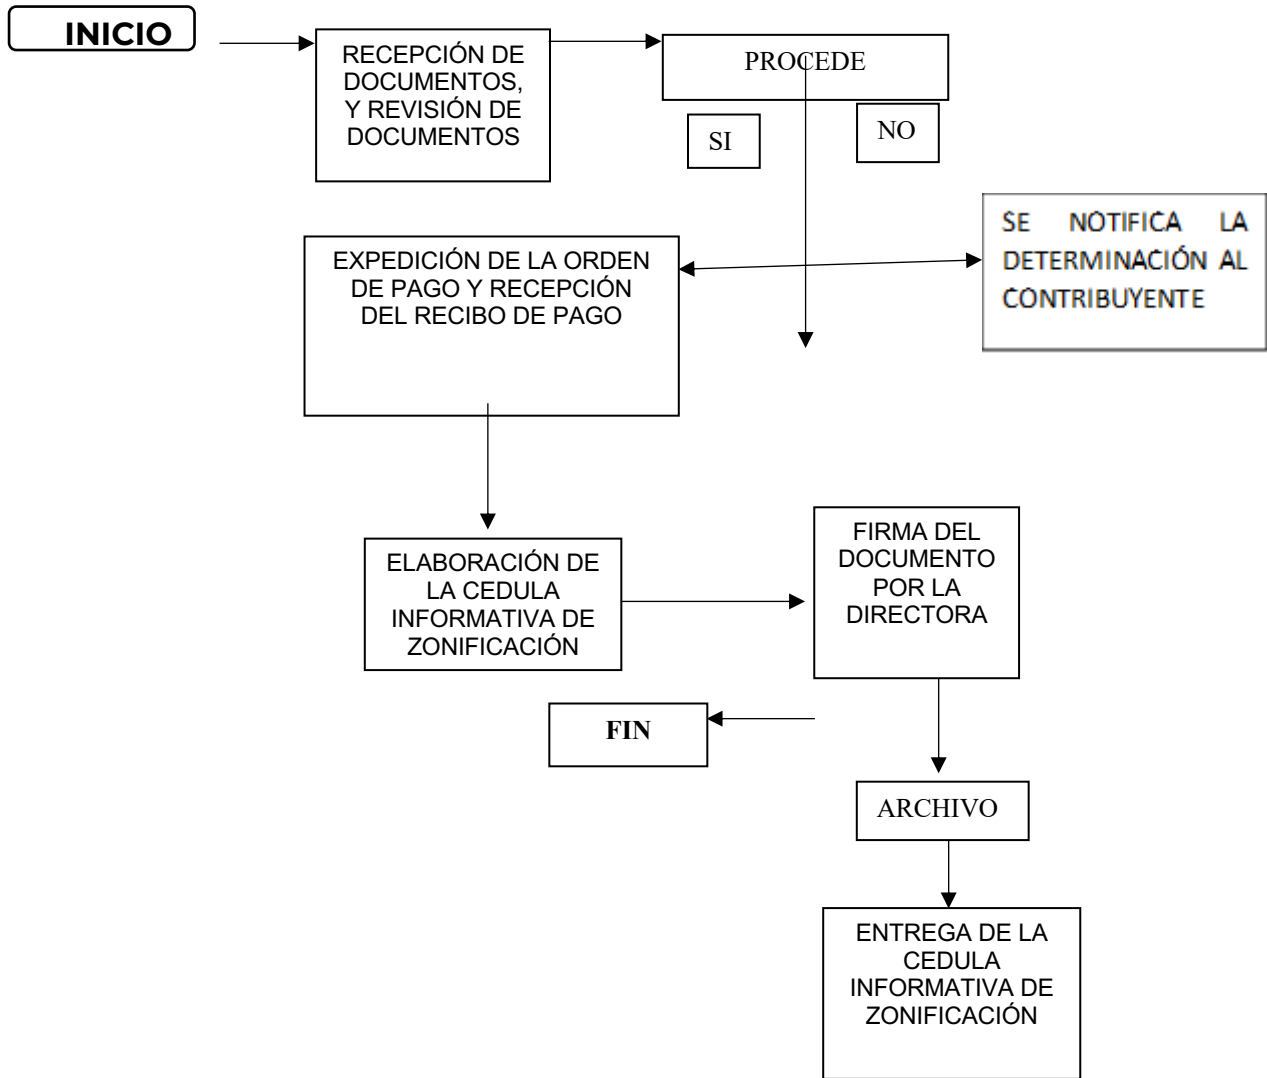 INICIO
RECEPCIÓN DE
DOCUMENTOS,
Y REVISIÓN DE
DOCUMENTOS
PROCEDE
SI
NO
SE NOTIFICA LA
DETERMINACIÓN AL
CONTRIBUYENTE
EXPEDICIÓN DE LA ORDEN
DE PAGO Y RECEPCIÓN
DEL RECIBO DE PAGO
ELABORACIÓN DE
LA CEDULA
INFORMATIVA DE
ZONIFICACIÓN
FIRMA DEL
DOCUMENTO
POR LA
DIRECTORA
FIN
ARCHIVO
ENTREGA DE LA
CEDULA
INFORMATIVA DE
ZONIFICACIÓN